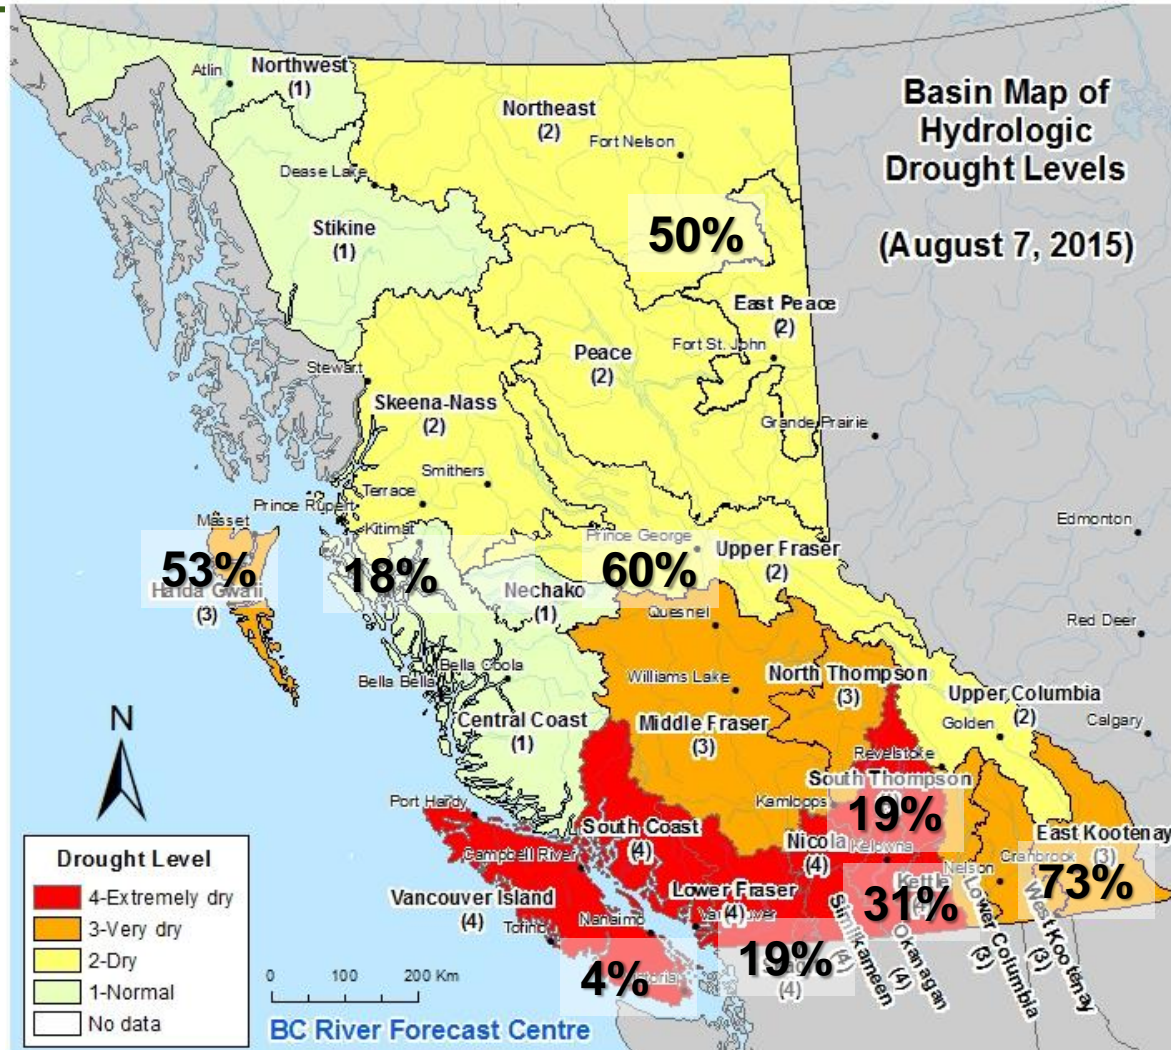 Basin Map of
Hydrologic
Drought Levels
(August 7, 2015)
Atlin
Northwest
(1)
Northeast
(2)
Fort Nelson
Dease Lake
Stikine
(1)
50%
East Peace
(2)
Fort St. John
Peace
(2)
Stewart
Skeena-Nass
(2)
Grande Prairie
Smithers
Terrace
Prince Rupert
Masset
Kitimat
Edmonton
Prince George
Upper Fraser
(2)
53%
Haida Gwaii
(3)
18%
60%
Nechako
(1)
Quesnel
Red Deer
Bella Coola
Bella Bella
Williams Lake
North Thompson
(3)
Upper Columbia
(2)
Golden
Calgary
N
Central Coast
(1)
Middle Fraser
(3)
Revelstoke
South Thompson
Kamloops
19%
Port Hardy
South Coast
(4)
Nicola
(4)
Kelowna
East Kootenay
(3)
Campbell River
Nelson
Cranbrook
73%
Vancouver Island
(4)
Lower Fraser
(4)
Vancouver
Kettle
31%
Tofino
Nanaimo
Similkameen
(4)
Okanagan
(4)
Lower Columbia
(3)
West Kootenay
(3)
19%
(4)
4%
Drought Level
4-Extremely dry
3-Very dry
2-Dry
1-Normal
No data
0 100 200 Km
BC River Forecast Centre